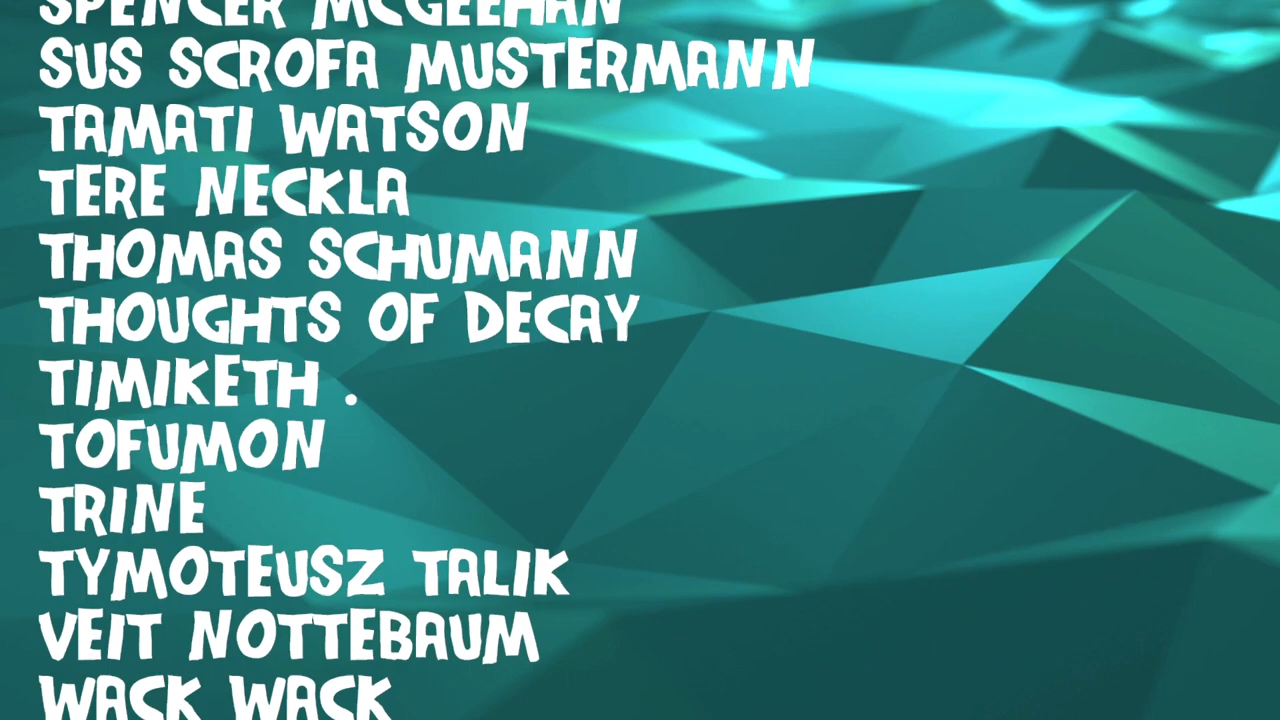 SPENCER MCGEEHAN
SUS SCROFA MUSTERMANN
TAMATI WATSON
TERE NECKLA
THOMAS SCHUMANN
THOUGHTS OF DECAY
TIMIKETH .
TOFUMON
TRINE
TYMOTEUSZ TALIK
VEIT NOTTEBAUM
WACK WACK